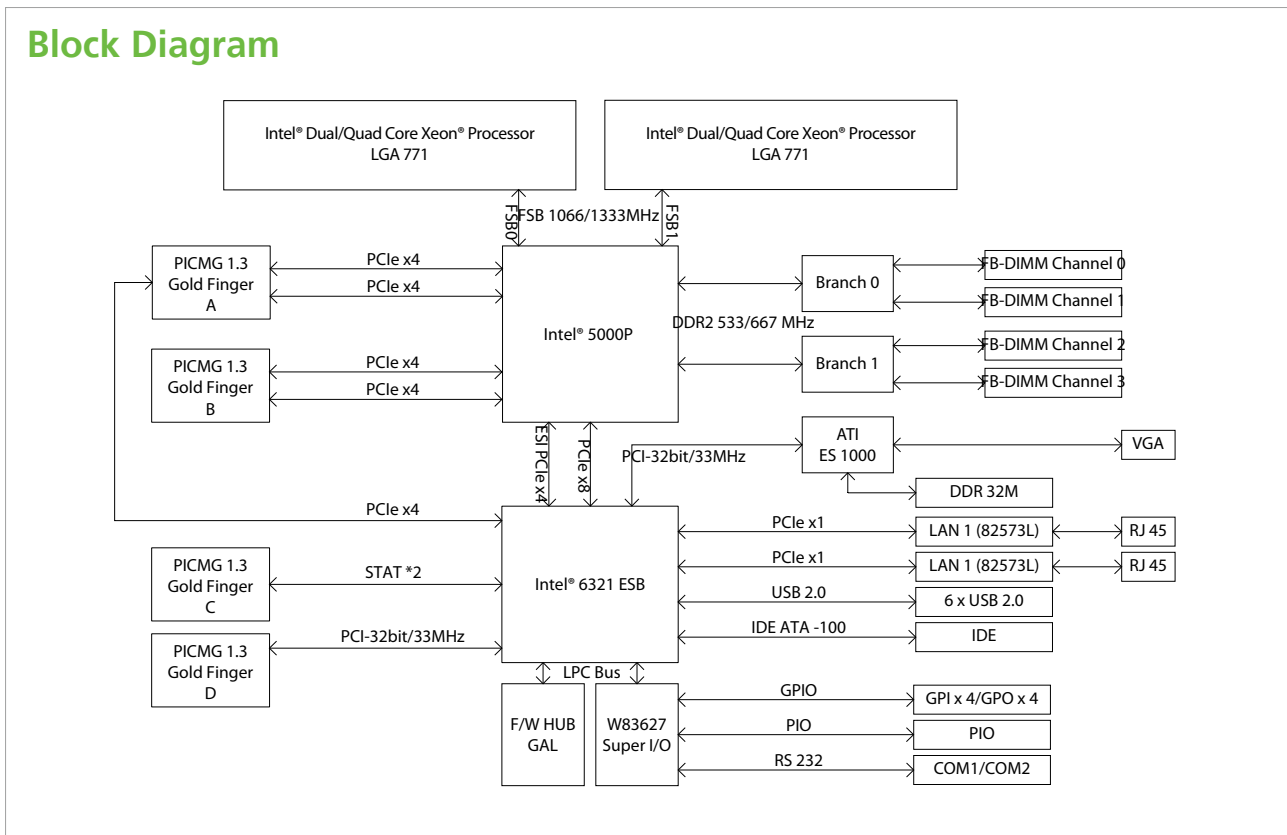 Block Diagram
Intel® Dual/Quad Core Xeon® Processor
LGA 771
Intel® Dual/Quad Core Xeon® Processor
LGA 771
FSB0
FSB 1066/1333MHz
FSB1
PICMG 1.3
Gold Finger
A
PCIe x4
PCIe x4
Intel® 5000P
Branch 0
FB-DIMM Channel 0
FB-DIMM Channel 1
DDR2 533/667 MHz
PICMG 1.3
Gold Finger
B
PCIe x4
PCIe x4
Branch 1
FB-DIMM Channel 2
FB-DIMM Channel 3
ESI PCIe x4
PCIe x8
PCI-32bit/33MHz
ATI
ES 1000
VGA
DDR 32M
PCIe x4
PICMG 1.3
Gold Finger
C
STAT *2
Intel® 6321 ESB
PCIe x1
LAN 1 (82573L)
RJ 45
PCIe x1
LAN 1 (82573L)
RJ 45
USB 2.0
6 x USB 2.0
IDE ATA -100
IDE
PICMG 1.3
Gold Finger
D
PCI-32bit/33MHz
LPC Bus
F/W HUB
GAL
W83627
Super I/O
GPIO
GPI x 4/GPO x 4
PIO
PIO
RS 232
COM1/COM2